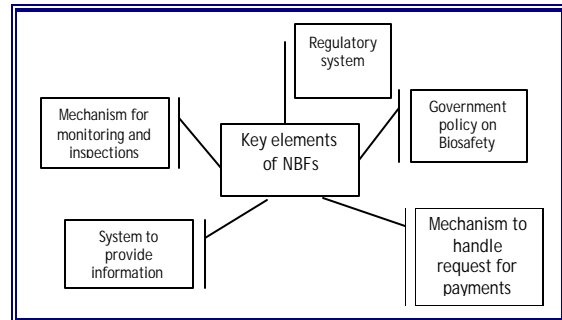 Regulatory
system
Mechanism for
monitoring and
inspections
Key elements
of NBFs
Government
policy on
Biosafety
System to
provide
information
Mechanism to
handle
request for
payments